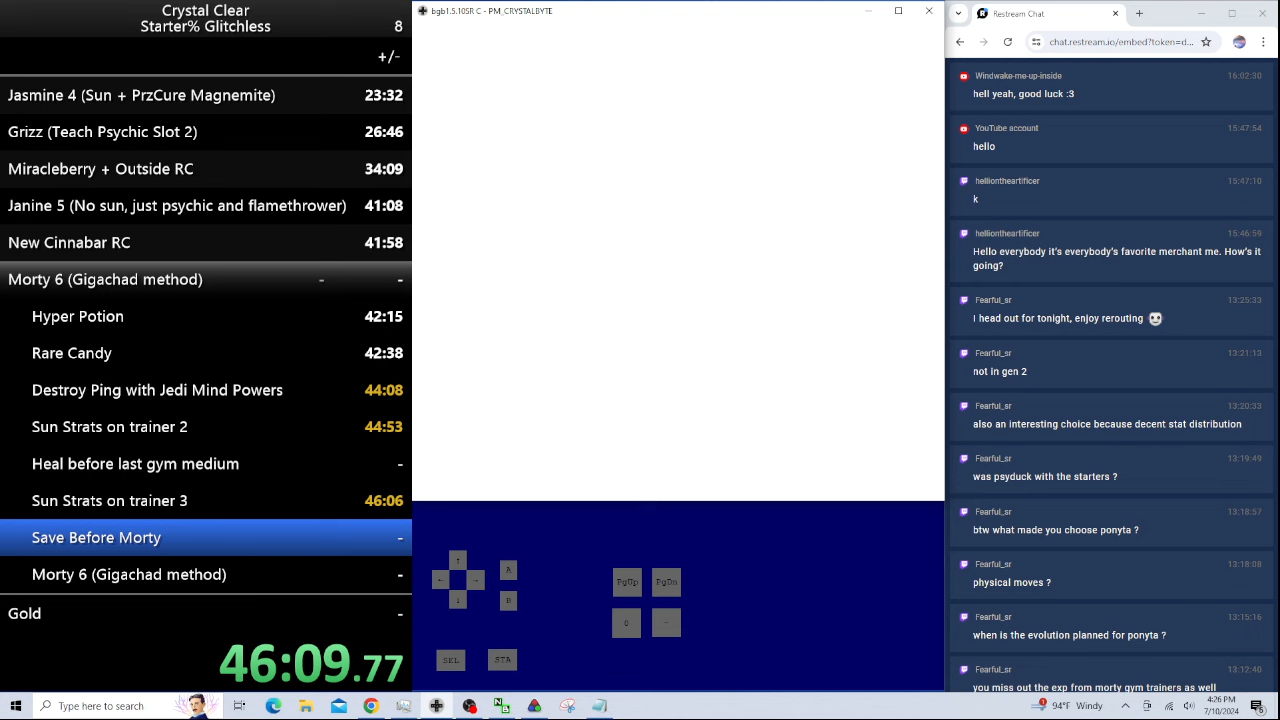 Crystal Clear
Starter% Glitchless 8
+/-
Jasmine 4 (Sun + PrzCure Magnemite) 23:32
Grizz (Teach Psychic Slot 2) 26:46
Miracleberry + Outside RC 34:09
Janine 5 (No sun, just psychic and flamethrower) 41:08
New Cinnabar RC 41:58
Morty 6 (Gigachad method) - -
Hyper Potion 42:15
Rare Candy 42:38
Destroy Ping with Jedi Mind Powers 44:08
Sun Strats on trainer 2 44:53
Heal before last gym medium -
Sun Strats on trainer 3 46:06
Save Before Morty -
Morty 6 (Gigachad method) -
Gold -
46:09.77
bgb1.5.10SR C - PM_CRYSTALBYTE
↑
← →
↓
A
B
SEL STA
PgUp PgDn
0 -
Restream Chat
chat.restream.io/embed?token=d...
Windwake-me-up-inside 16:02:30
hell yeah, good luck :3
YouTube account 15:47:54
hello
helliontheartificer 15:47:10
k
helliontheartificer 15:46:59
Hello everybody it's everybody's favorite merchant me. How's it
going?
Fearful_sr 13:25:33
I head out for tonight, enjoy rerouting
Fearful_sr 13:21:13
not in gen 2
Fearful_sr 13:20:33
also an interesting choice because decent stat distribution
Fearful_sr 13:19:49
was psyduck with the starters ?
Fearful_sr 13:18:57
btw what made you choose ponyta ?
Fearful_sr 13:18:08
physical moves ?
Fearful_sr 13:15:16
when is the evolution planned for ponyta ?
Fearful_sr 13:12:40
you miss out the exp from morty gym trainers as well
Type here to search
94°F Windy
4:26 PM
7/10/2024